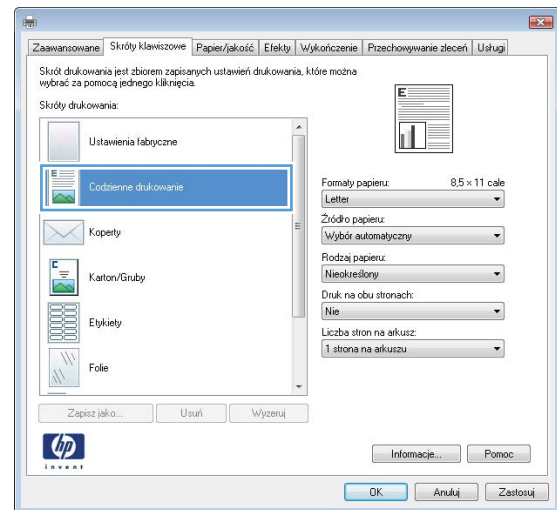 Zaawansowane Skróty klawiszowe Papier/jakość Efekty Wykończenie Przechowywanie zleceń Usługi
Skrót drukowania jest zbiorem zapisanych ustawień drukowania, które można
wybrać za pomocą jednego kliknięcia.
Skróty drukowania:
Ustawienia fabryczne
Codzienne drukowanie
Koperty
Karton/Gruby
Etykiety
Folie
Zapisz jako... Usuń Wyzeruj
E
Formaty papieru: 8,5 × 11 cale
Letter
Źródło papieru:
Wybór automatyczny
Rodzaj papieru:
Nieokreślony
Druk na obu stronach:
Nie
Liczba stron na arkusz:
1 strona na arkuszu
hp
invent
Informacje... Pomoc
OK Anuluj Zastosuj